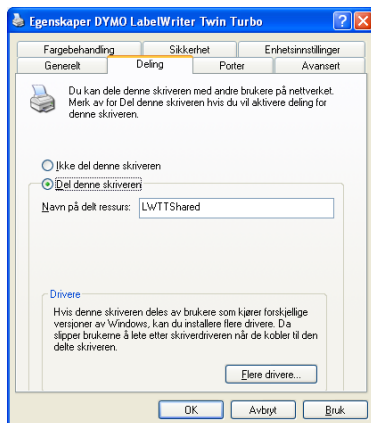 Egenskaper DYMO LabelWriter Twin Turbo
Fargebehandling Sikkerhet Enhetsinnstillinger
Generelt Deling Porter Avansert
Du kan dele denne skriveren med andre brukere på nettverket.
Merk av for Del denne skriveren hvis du vil aktivere deling for
denne skriveren.
Ikke del denne skriveren
Del denne skriveren
Navn på delt ressurs: LWTTShared
Drivere
Hvis denne skriveren deles av brukere som kjører forskjellige
versjoner av Windows, kan du installere flere drivere. Da
slipper brukerne å lete etter skriverdriveren når de kobler til den
delte skriveren.
Flere drivere...
OK Avbryt Bruk